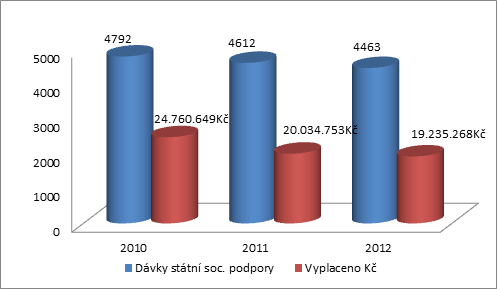 4792
4612
4463
5000
4000
3000
2000
1000
0
24.760.649Kč
20.034.753Kč
19.235.268Kč
2010
2011
2012
Dávky státní soc. podpory
Vyplaceno Kč